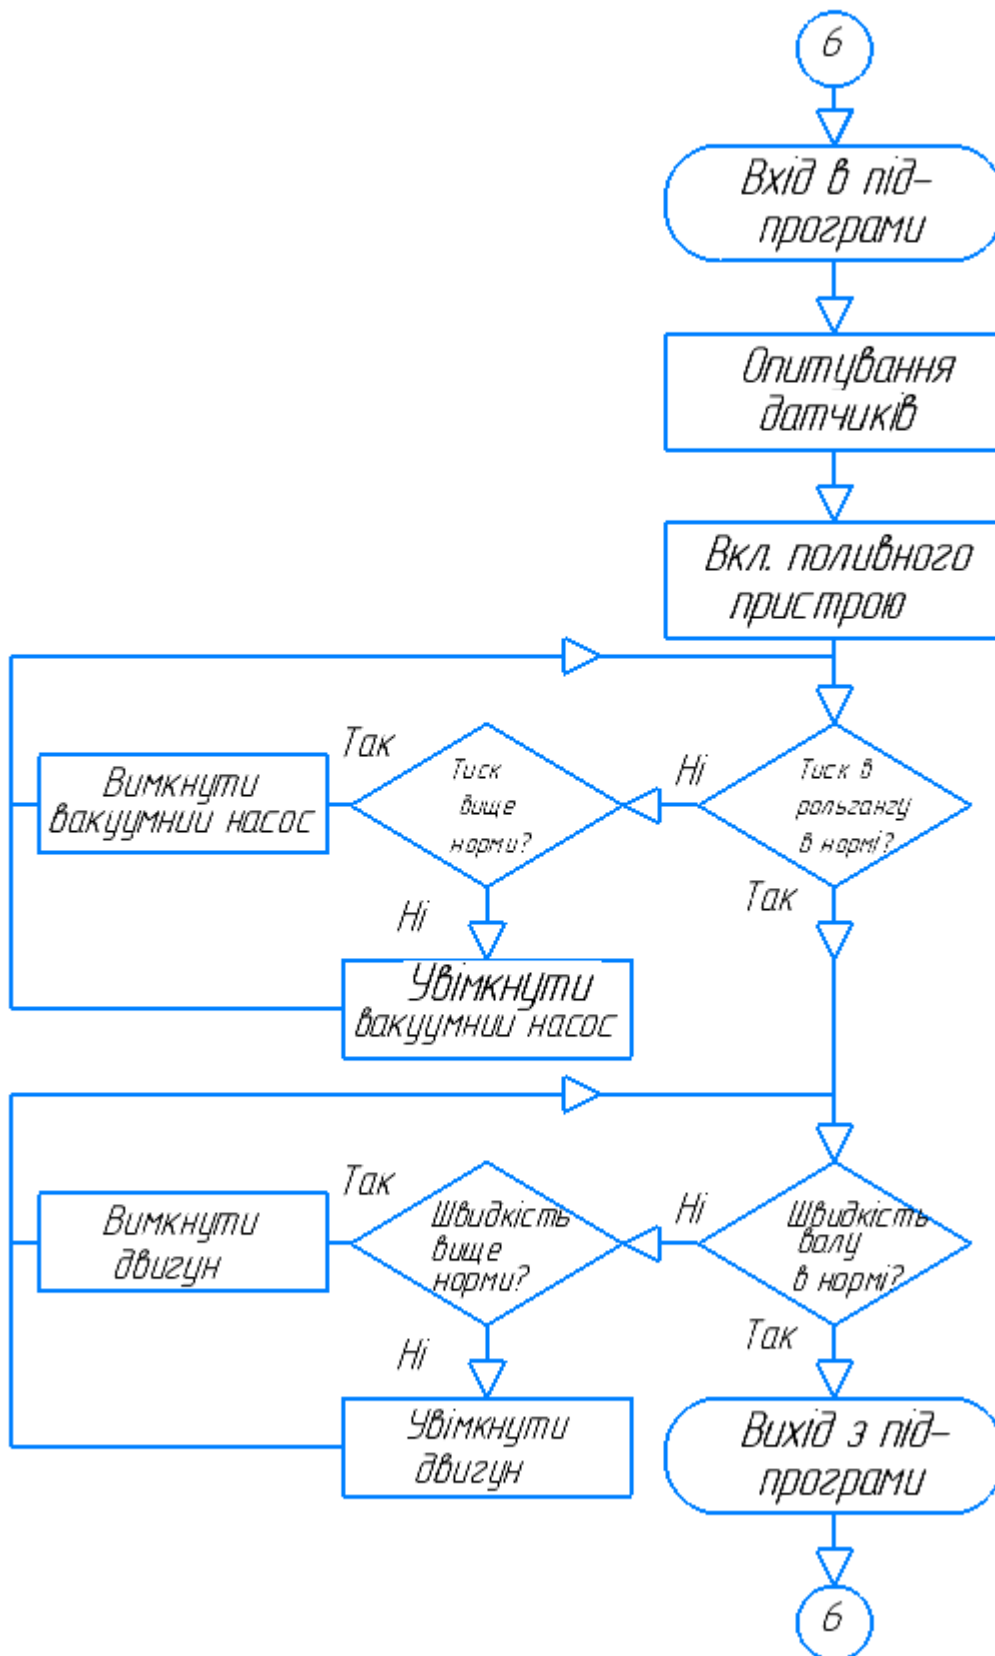 6
Вхід в під-
програми
Опитування
датчиків
Вкл. поливного
пристрою
Тиск в
рольгангу
в нормі?
Ні
Так
Тиск
вище
норми?
Так
Ні
Вимкнути
вакуумний насос
Увімкнути
вакуумний насос
Швидкість
валу
в нормі?
Ні
Так
Швидкість
вище
норми?
Так
Ні
Вимкнути
двигун
Увімкнути
двигун
Вихід з під-
програми
6